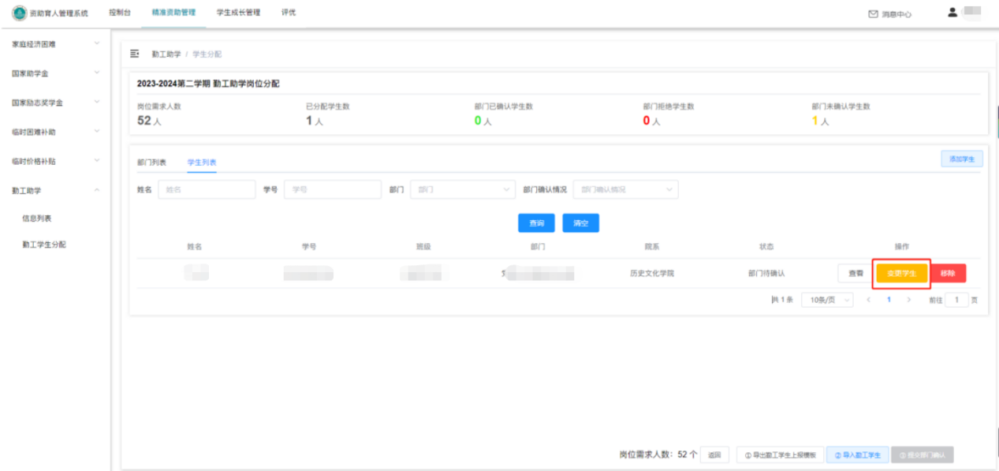 资助育人管理系统 控制台 精准资助管理 学生成长管理 评优 消息中心
家庭经济困难
国家助学金
国家励志奖学金
临时困难补助
临时价格补贴
勤工助学
信息列表
勤工学生分配
勤工助学 / 学生分配
2023-2024第二学期 勤工助学岗位分配
岗位需求人数 已分配学生数 部门已确认学生数 部门拒绝学生数 部门未确认学生数
52 人 1 人 0 人 0 人 1 人
部门列表 学生列表 添加学生
姓名 姓名 学号 学号 部门 部门 部门确认情况 部门确认情况
查询 清空
姓名 学号 班级 部门 院系 状态 操作
历史文化学院 部门待确认 查看 变更学生 移除
共 1 条 10条/页 < 1 > 前往 1 页
岗位需求人数：52 个 返回 ① 导出勤工学生上报模板 ② 导入勤工学生 ③ 提交部门确认